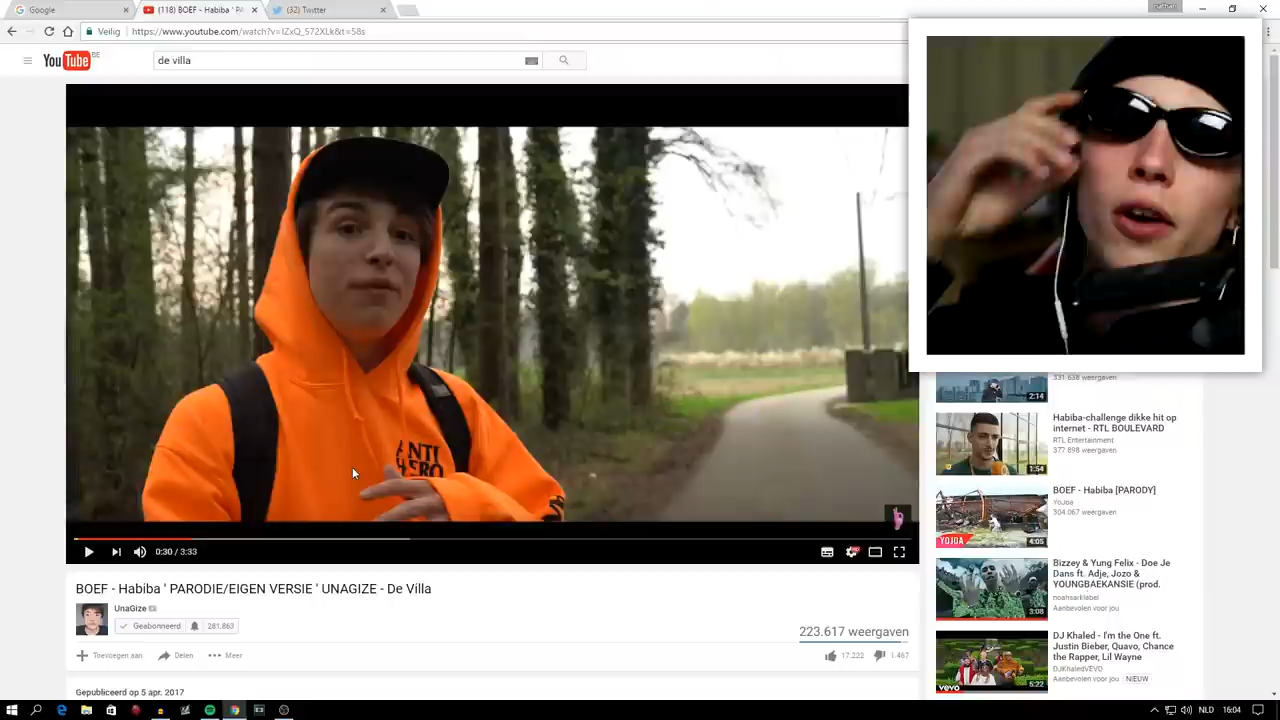 Google
(118) BOEF - Habiba ' P
(32) Twitter
nathan
Veilig
https://www.youtube.com/watch?v=IZxQ_572XLk&t=58s
YouTube BE
de villa
ANTI
HERO
0:30 / 3:33
BOEF - Habiba ' PARODIE/EIGEN VERSIE ' UNAGIZE - De Villa
UnaGize
Geabonneerd
281.863
223.617 weergaven
Toevoegen aan
Delen
Meer
17.222
1.467
Gepubliceerd op 5 apr. 2017
331 638 weergaven
2:14
Habiba-challenge dikke hit op
internet - RTL BOULEVARD
RTL Entertainment
377 898 weergaven
1:54
BOEF - Habiba [PARODY]
YoJoa
304.067 weergaven
YOJOA
4:05
Bizzey & Yung Felix - Doe Je
Dans ft. Adje, Jozo &
YOUNGBAEKANSIE (prod.
noahsarklabel
Aanbevolen voor jou
3:08
DJ Khaled - I'm the One ft.
Justin Bieber, Quavo, Chance
the Rapper, Lil Wayne
DJKhaledVEVO
Aanbevolen voor jou
NIEUW
vevo
5:22
NLD
16:04